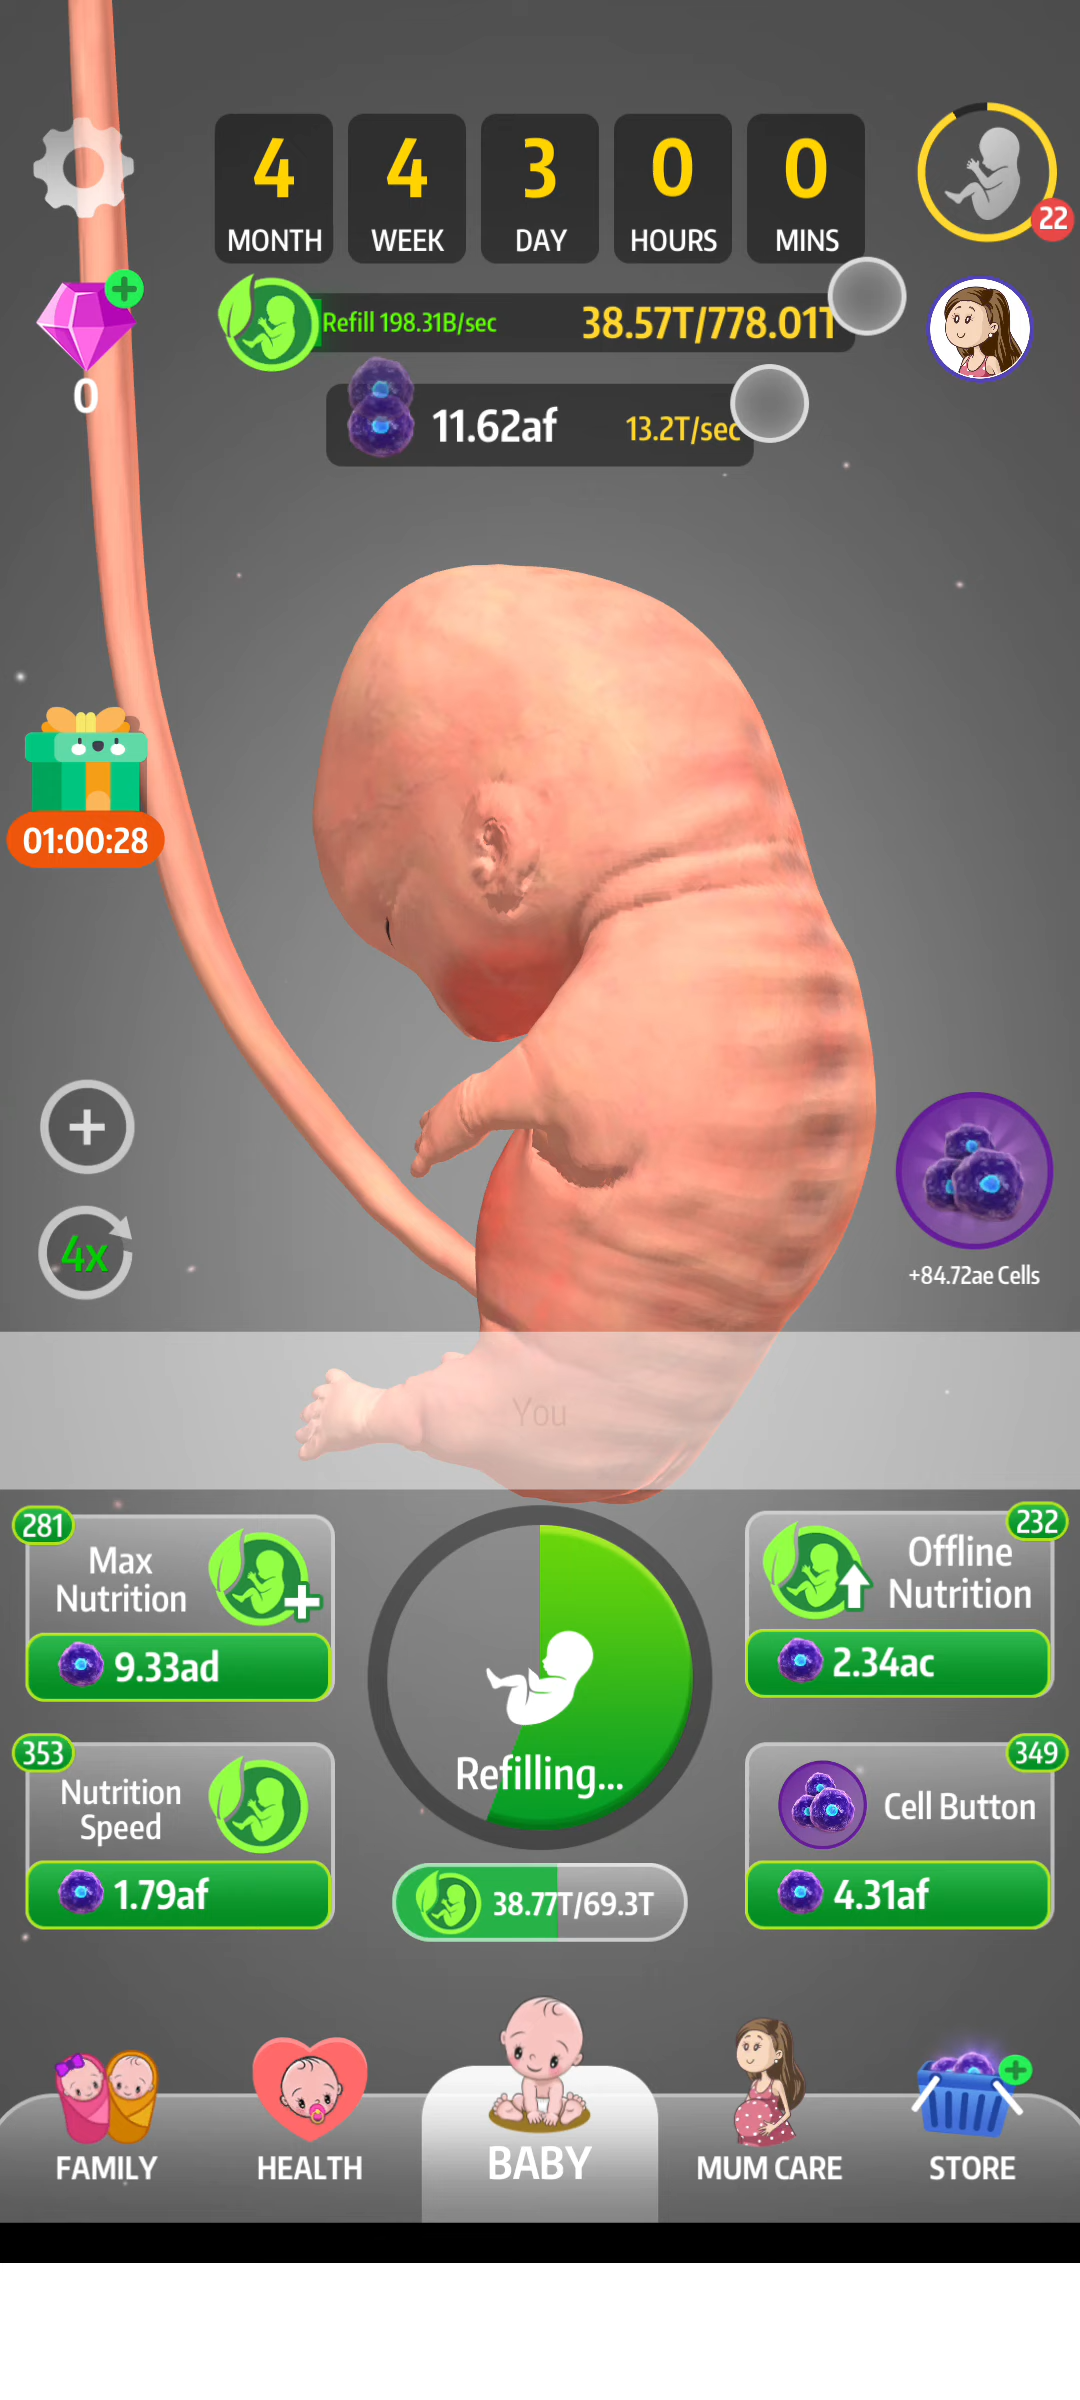 4 4 3 0 0
MONTH WEEK DAY HOURS MINS
22
Refill 198.31B/sec 38.57T/778.01T
0
11.62af 13.2T/sec
01:00:28
4x
+84.72ae Cells
You
281
Max
Nutrition
9.33ad
232
Offline
Nutrition
2.34ac
Refilling...
353
Nutrition
Speed
1.79af
349
Cell Button
4.31af
38.77T/69.3T
FAMILY HEALTH BABY MUM CARE STORE